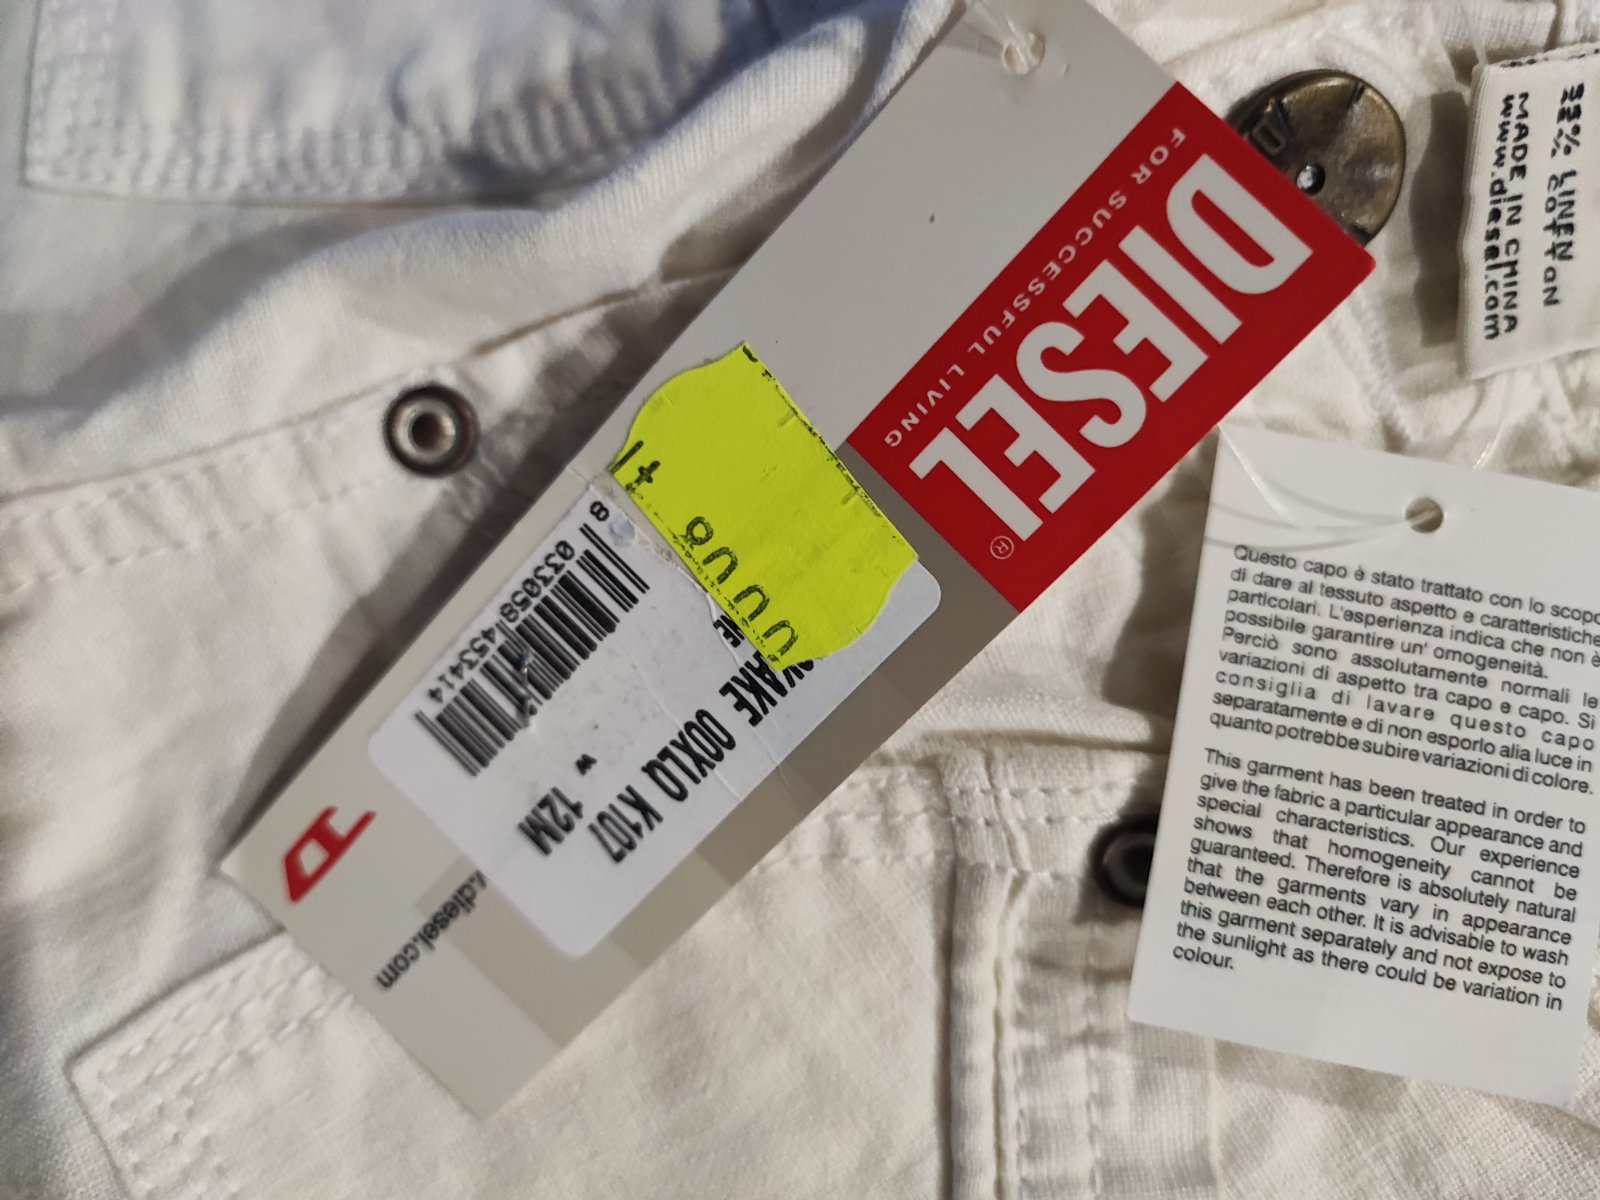 DIESEL®
FOR SUCCESSFUL LIVING
8 033058 453414
00XLQ K107
12M
W
.diesel.com
D
LINEN
COTTON
MADE IN CHINA
www.diesel.com
Questo capo è stato trattato con lo scopo
di dare al tessuto aspetto e caratteristiche
particolari. L'esperienza indica che non è
possibile garantire un' omogeneità.
Perciò sono assolutamente normali le
variazioni di aspetto tra capo e capo. Si
consiglia di lavare questo capo
separatamente e di non esporlo alla luce in
quanto potrebbe subire variazioni di colore.
This garment has been treated in order to
give the fabric a particular appearance and
special characteristics. Our experience
shows that homogeneity cannot be
guaranteed. Therefore is absolutely natural
that the garments vary in appearance
between each other. It is advisable to wash
this garment separately and not expose to
the sunlight as there could be variation in
colour.